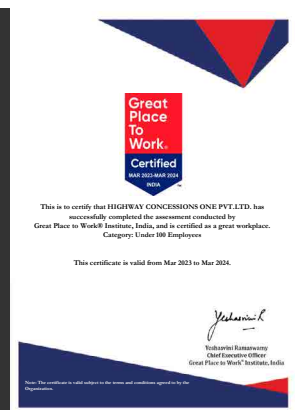 Great
Place
To
Work®
Certified
MAR 2023-MAR 2024
INDIA
™
This is to certify that HIGHWAY CONCESSIONS ONE PVT.LTD. has
successfully completed the assessment conducted by
Great Place to Work® Institute, India, and is certified as a great workplace.
Category: Under 100 Employees
This certificate is valid from Mar 2023 to Mar 2024.
Yeshasvini R
Yeshasvini Ramaswamy
Chief Executive Officer
Great Place to Work® Institute, India
Note: The certificate is valid subject to the terms and conditions agreed to by the
Organization.